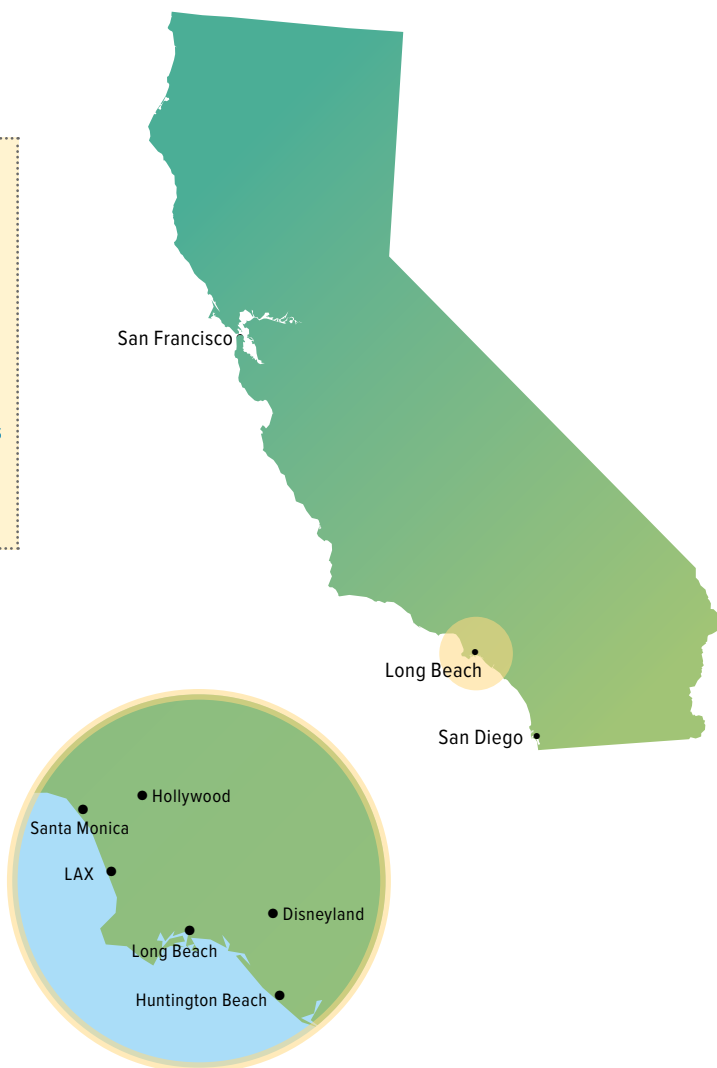 San Francisco
Long Beach
San Diego
Hollywood
Santa Monica
LAX
Disneyland
Long Beach
Huntington Beach